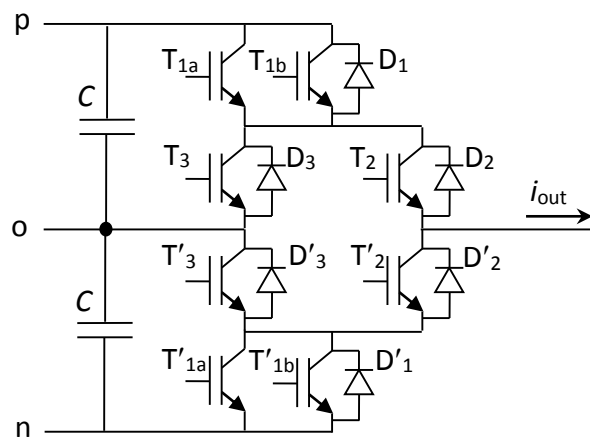 p
T₁ₐ T₁b D₁
C
T₃ D₃ T₂ D₂
iout
o
T′₃ D′₃ T′₂ D′₂
C
T′₁ₐ T′₁b D′₁
n